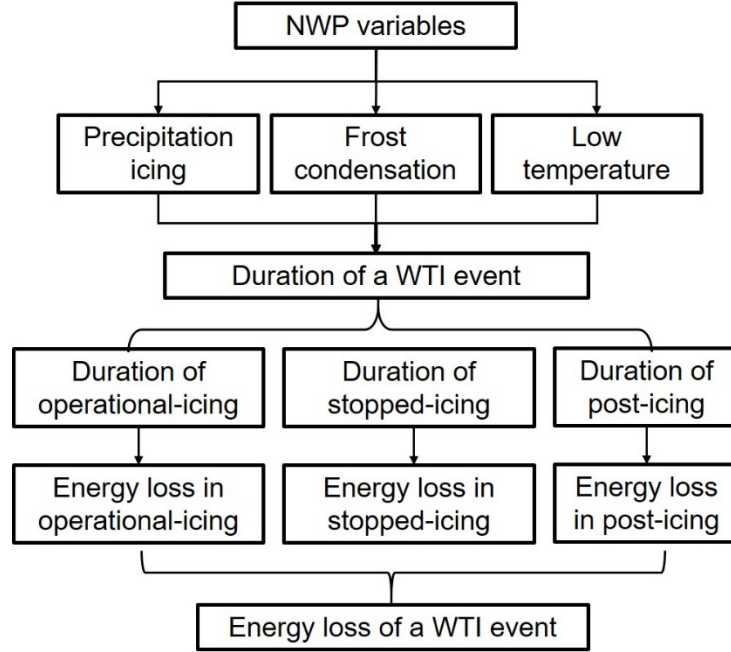 NWP variables
Precipitation
icing
Frost
condensation
Low
temperature
Duration of a WTI event
Duration of
operational-icing
Duration of
stopped-icing
Duration of
post-icing
Energy loss in
operational-icing
Energy loss in
stopped-icing
Energy loss
in post-icing
Energy loss of a WTI event